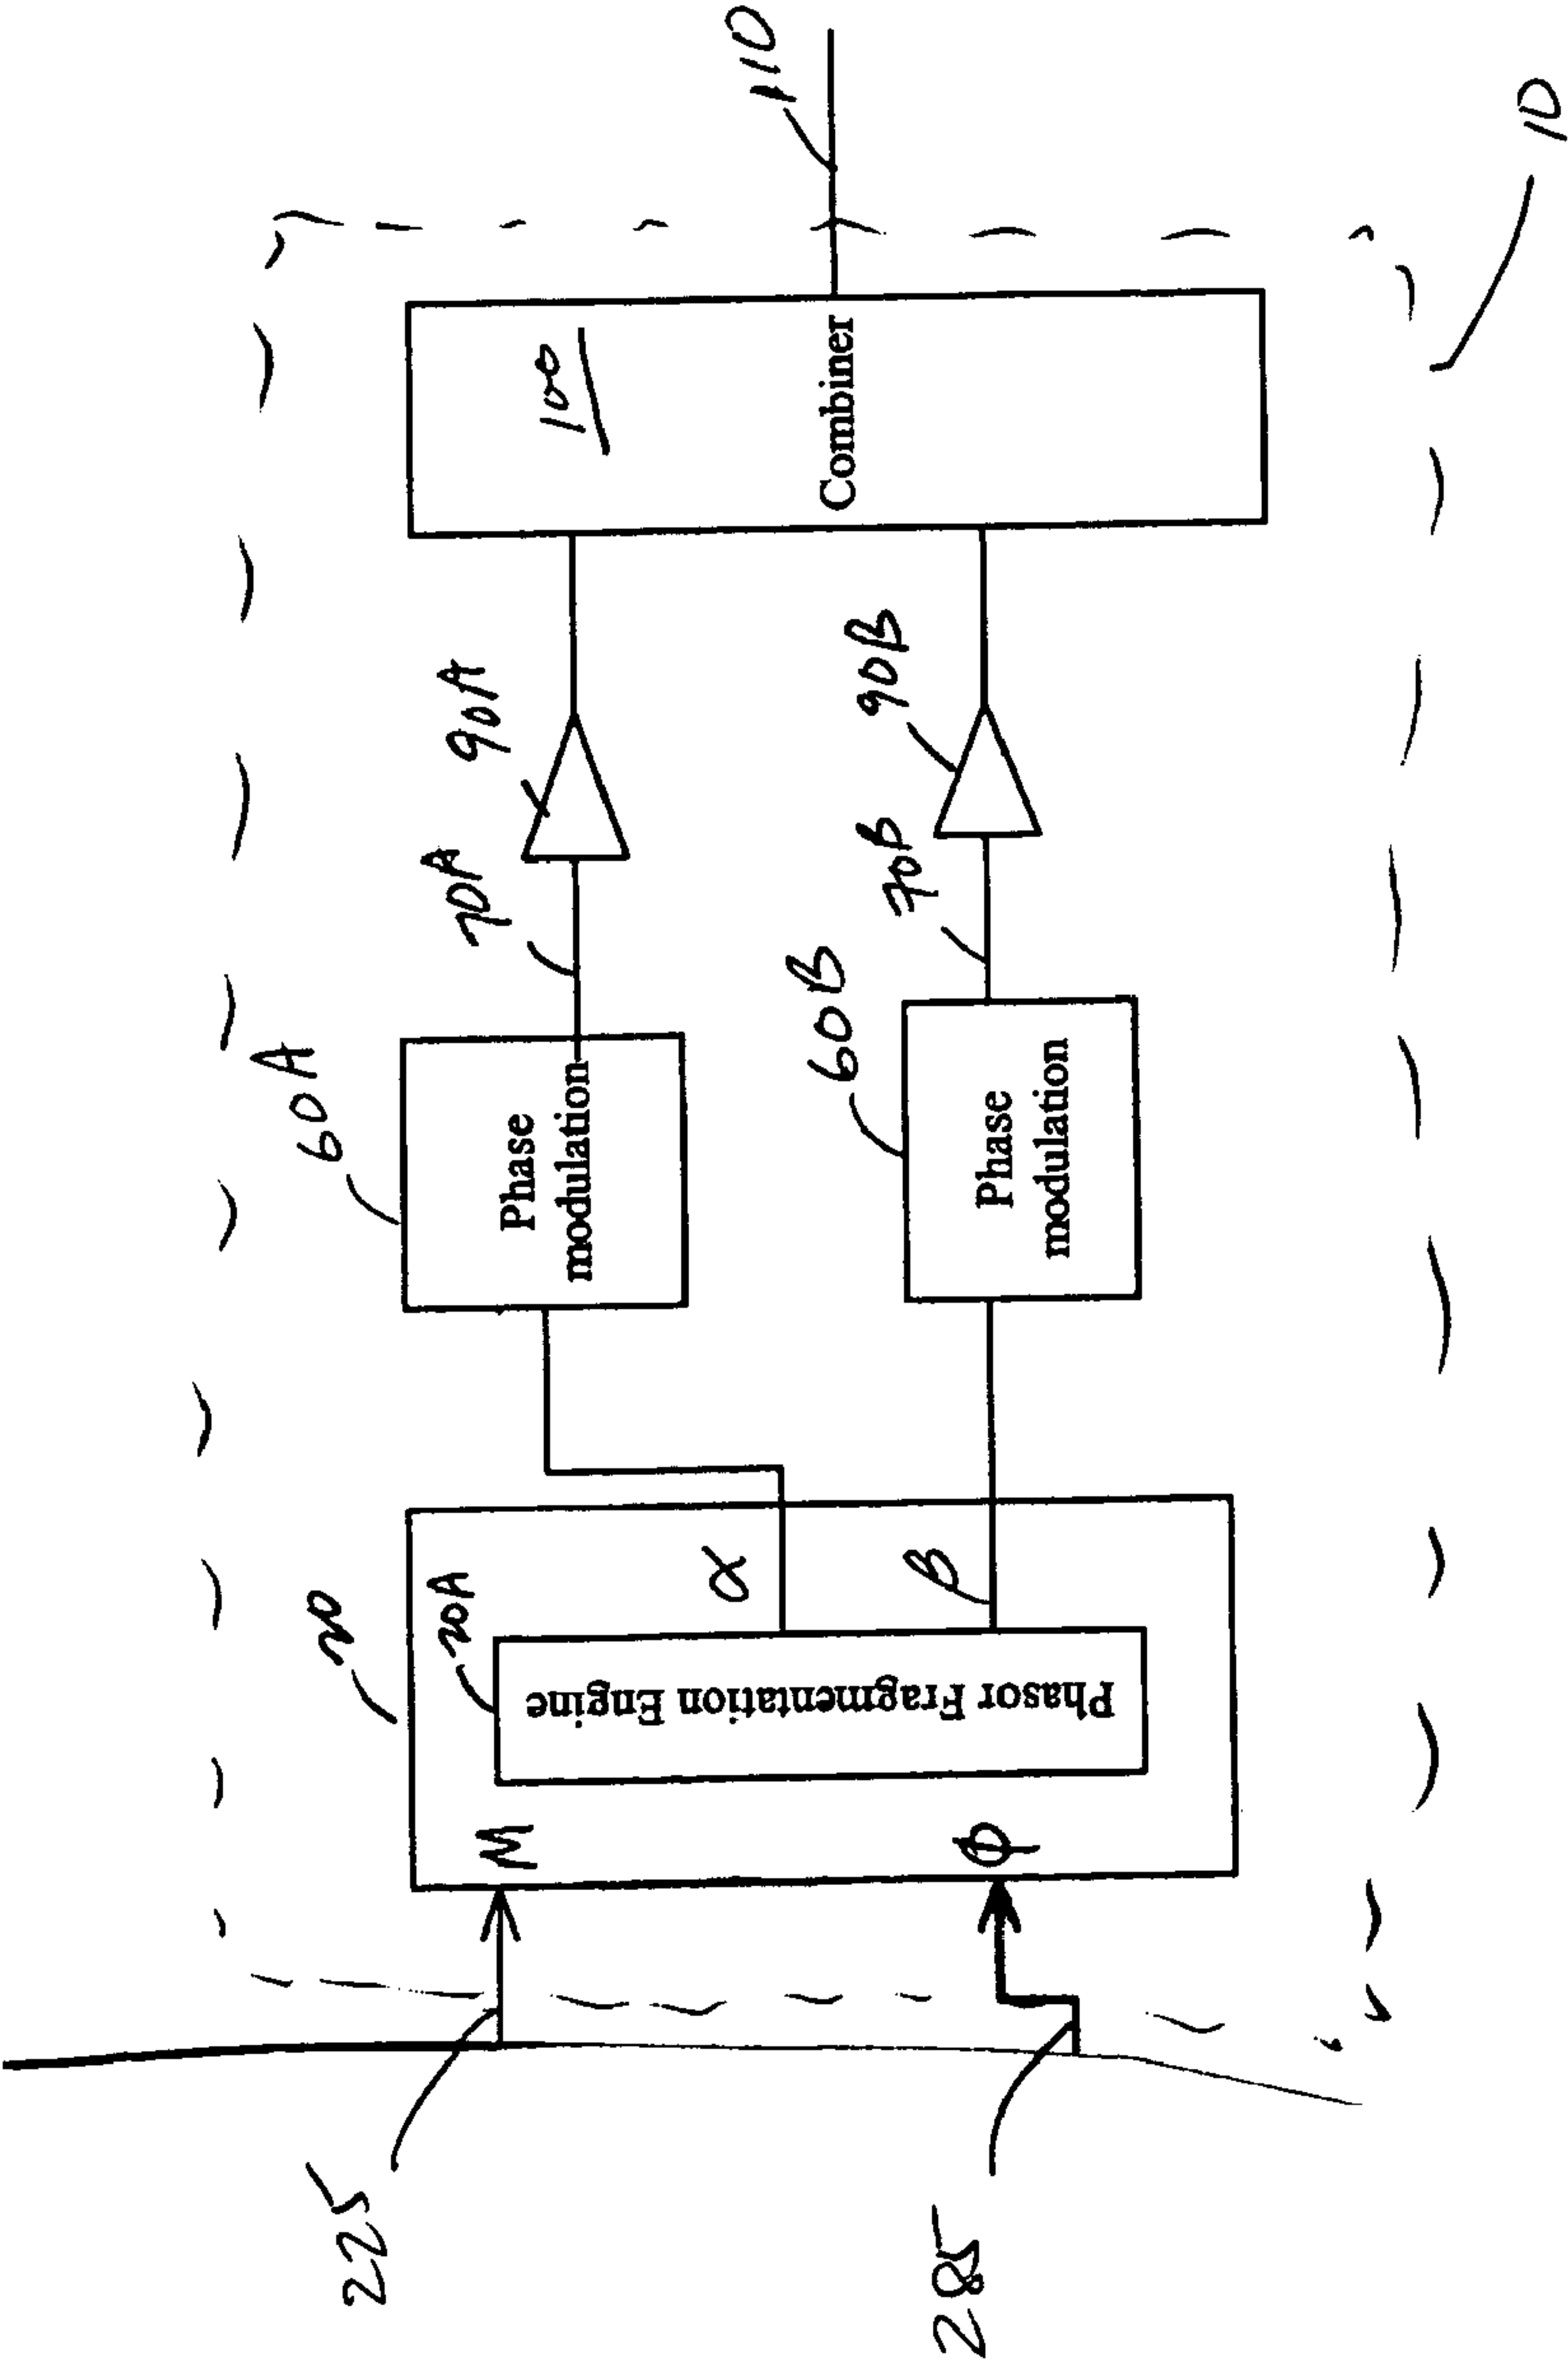 225
285
M
Φ
20
20A
Phasor Fragmentation Engine
α
β
60A
Phase
modulation
60B
Phase
modulation
70A
70B
90A
90B
100
Combiner
110
10